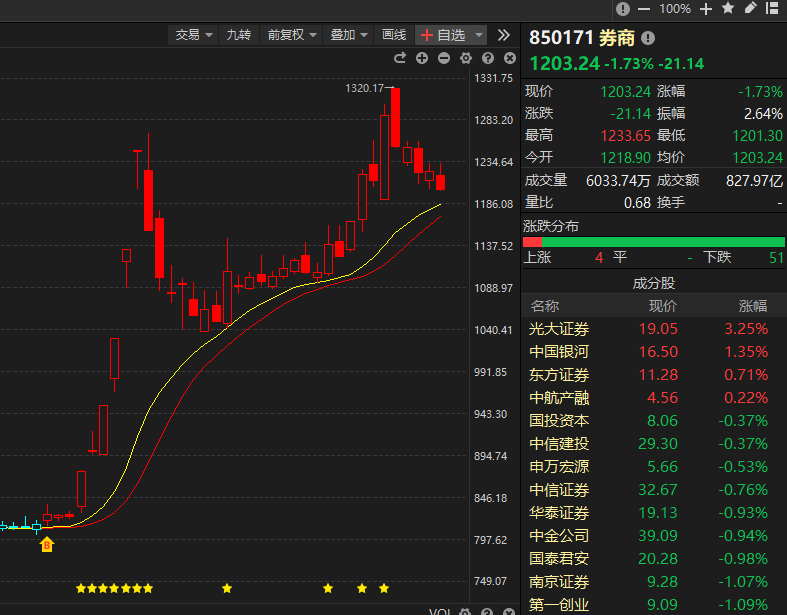 100%
交易 九转 前复权 叠加 画线 自选
850171 券商
1203.24 -1.73% -21.14
现价 1203.24 涨幅 -1.73%
涨跌 -21.14 振幅 2.64%
最高 1233.65 最低 1201.30
今开 1218.90 均价 1203.24
成交量 6033.74万 成交额 827.97亿
量比 0.68 换手 -
涨跌分布
上涨 4 平 - 下跌 51
成分股
名称 现价 涨幅
光大证券 19.05 3.25%
中国银河 16.50 1.35%
东方证券 11.28 0.71%
中航产融 4.56 0.22%
国投资本 8.06 -0.37%
中信建投 29.30 -0.37%
申万宏源 5.66 -0.53%
中信证券 32.67 -0.76%
华泰证券 19.13 -0.93%
中金公司 39.09 -0.94%
国泰君安 20.28 -0.98%
南京证券 9.28 -1.07%
第一创业 9.09 -1.09%
1320.17
1331.75
1283.20
1234.64
1186.08
1137.52
1088.97
1040.41
991.85
943.30
894.74
846.18
797.62
749.07
B
VOL